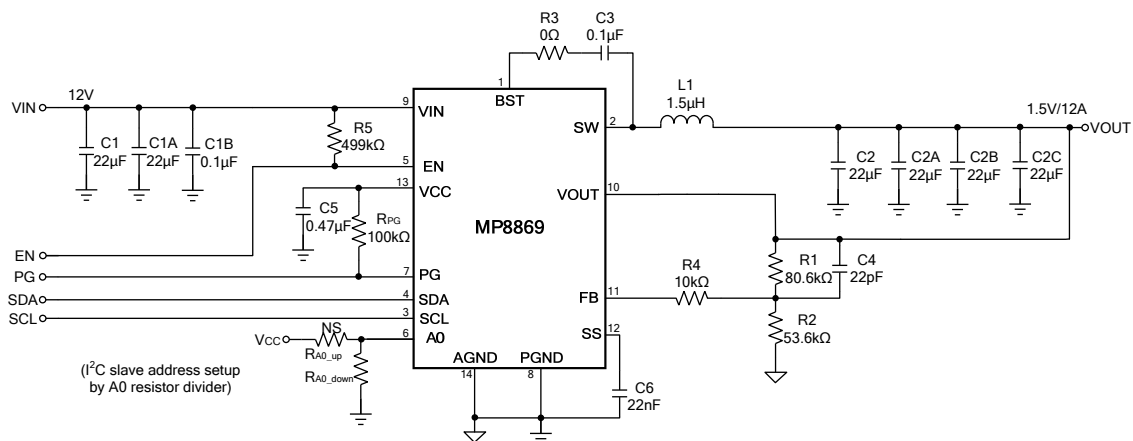 R3
0Ω
C3
0.1µF
1
BST
VIN
12V
9
VIN
C1
22µF
C1A
22µF
C1B
0.1µF
R5
499kΩ
5
EN
13
VCC
C5
0.47µF
RPG
100kΩ
EN
PG
7
PG
SDA
4
SDA
SCL
3
SCL
6
A0
VCC
NS
RA0_up
RA0_down
(I²C slave address setup
by A0 resistor divider)
MP8869
AGND
14
PGND
8
SW
2
L1
1.5µH
1.5V/12A
VOUT
C2
22µF
C2A
22µF
C2B
22µF
C2C
22µF
VOUT
10
R1
80.6kΩ
C4
22pF
R4
10kΩ
FB
11
R2
53.6kΩ
SS
12
C6
22nF